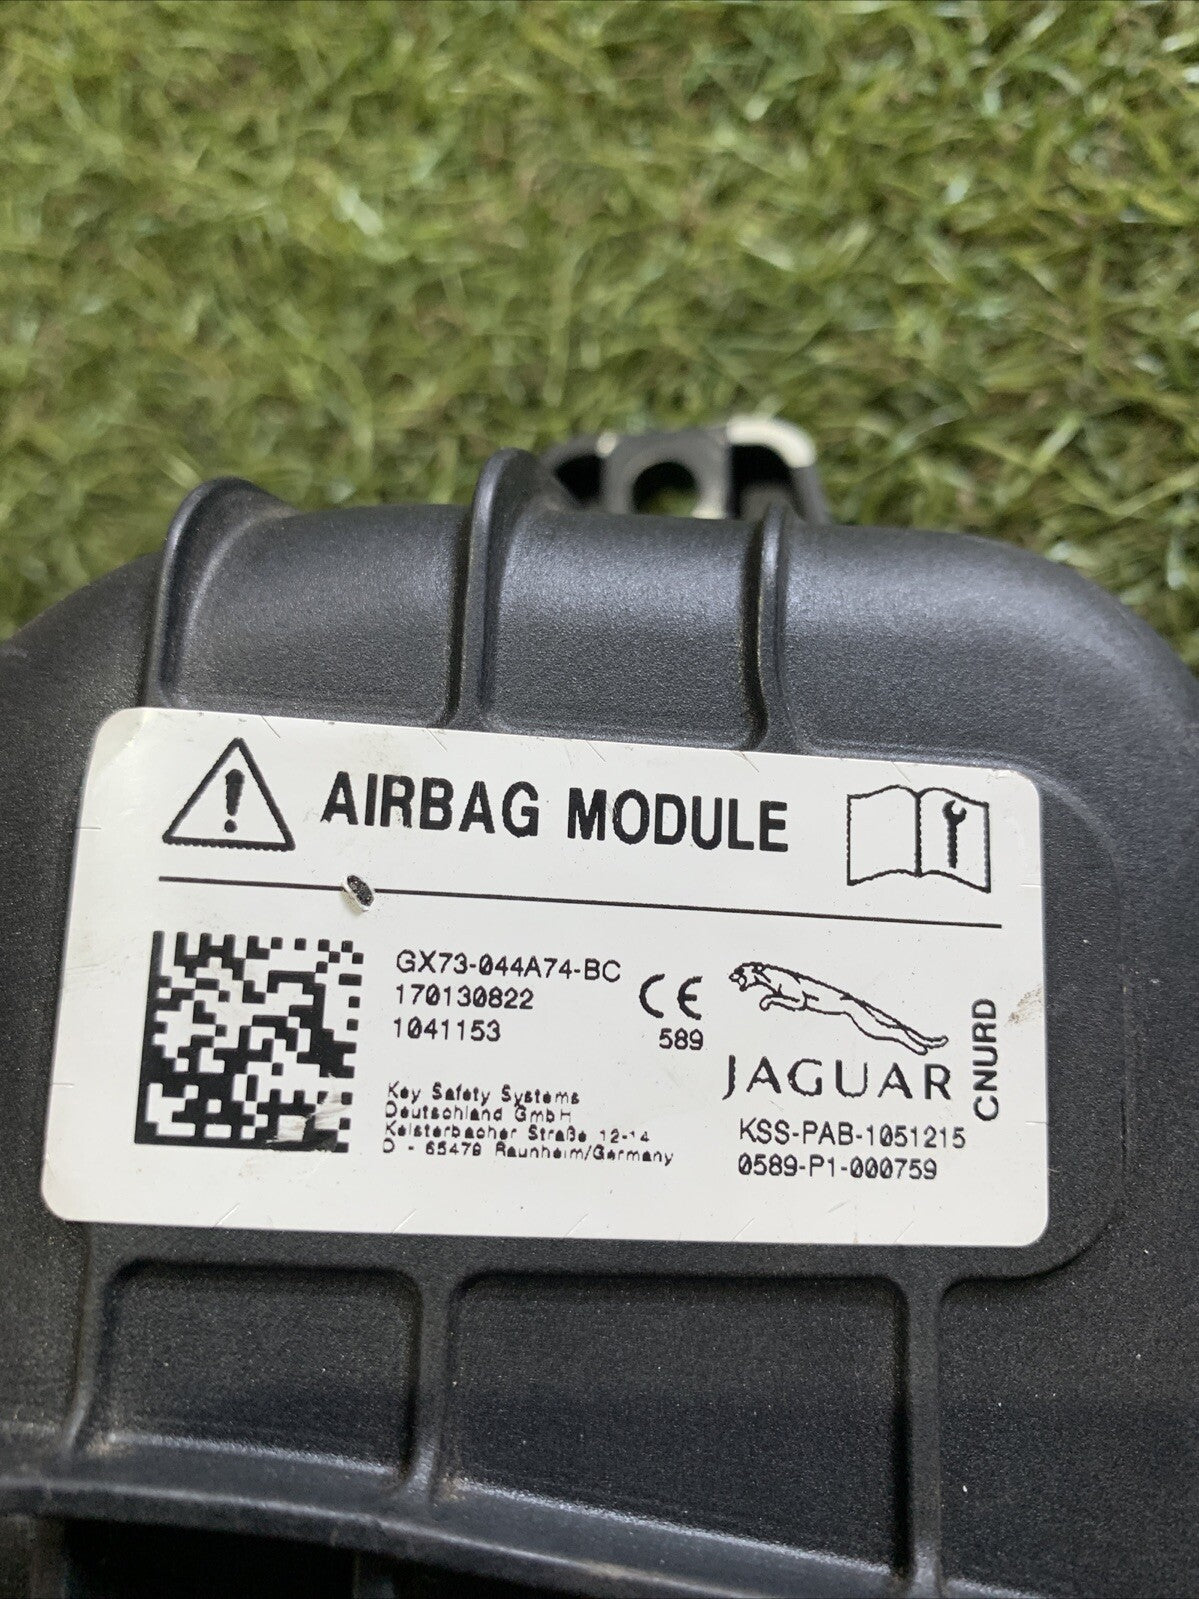 AIRBAG MODULE
GX73-044A74-BC
170130822
1041153
CE
589
Key Safety Systems
Deutschland GmbH
Kelsterbacher Straße 12-14
D - 65479 Raunheim/Germany
JAGUAR
KSS-PAB-1051215
0589-P1-000759
CNURD